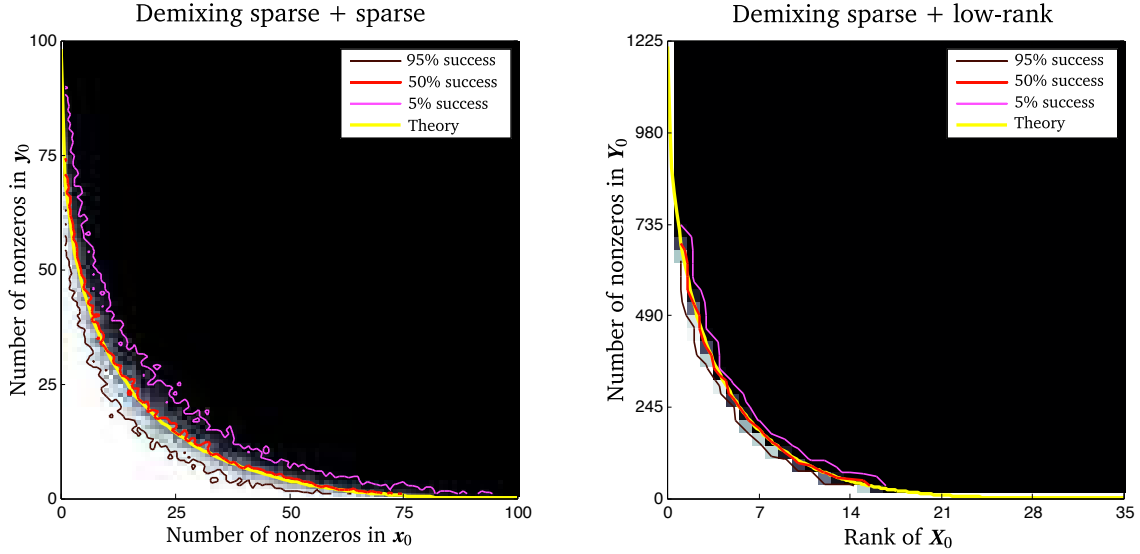 Demixing sparse + sparse
100
75
50
25
0
0
25
50
75
100
Number of nonzeros in y0
Number of nonzeros in x0
95% success
50% success
5% success
Theory
Demixing sparse + low-rank
1225
980
735
490
245
0
0
7
14
21
28
35
Number of nonzeros in Y0
Rank of X0
95% success
50% success
5% success
Theory